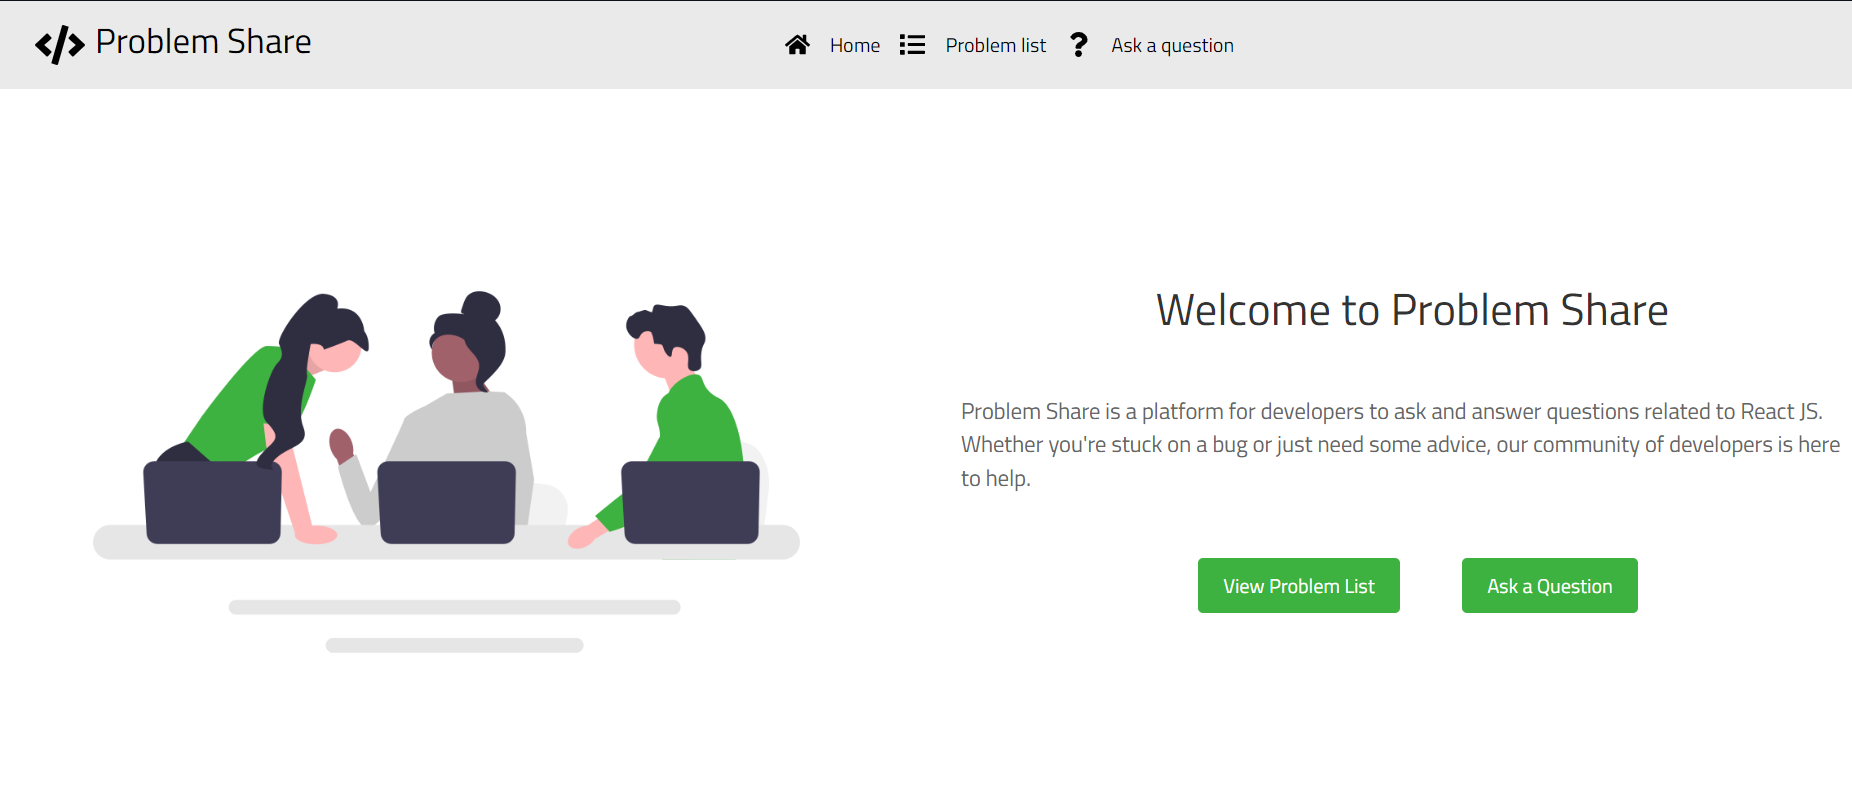 Problem Share
Home
Problem list
Ask a question
Welcome to Problem Share
Problem Share is a platform for developers to ask and answer questions related to React JS.
Whether you're stuck on a bug or just need some advice, our community of developers is here
to help.
View Problem List
Ask a Question